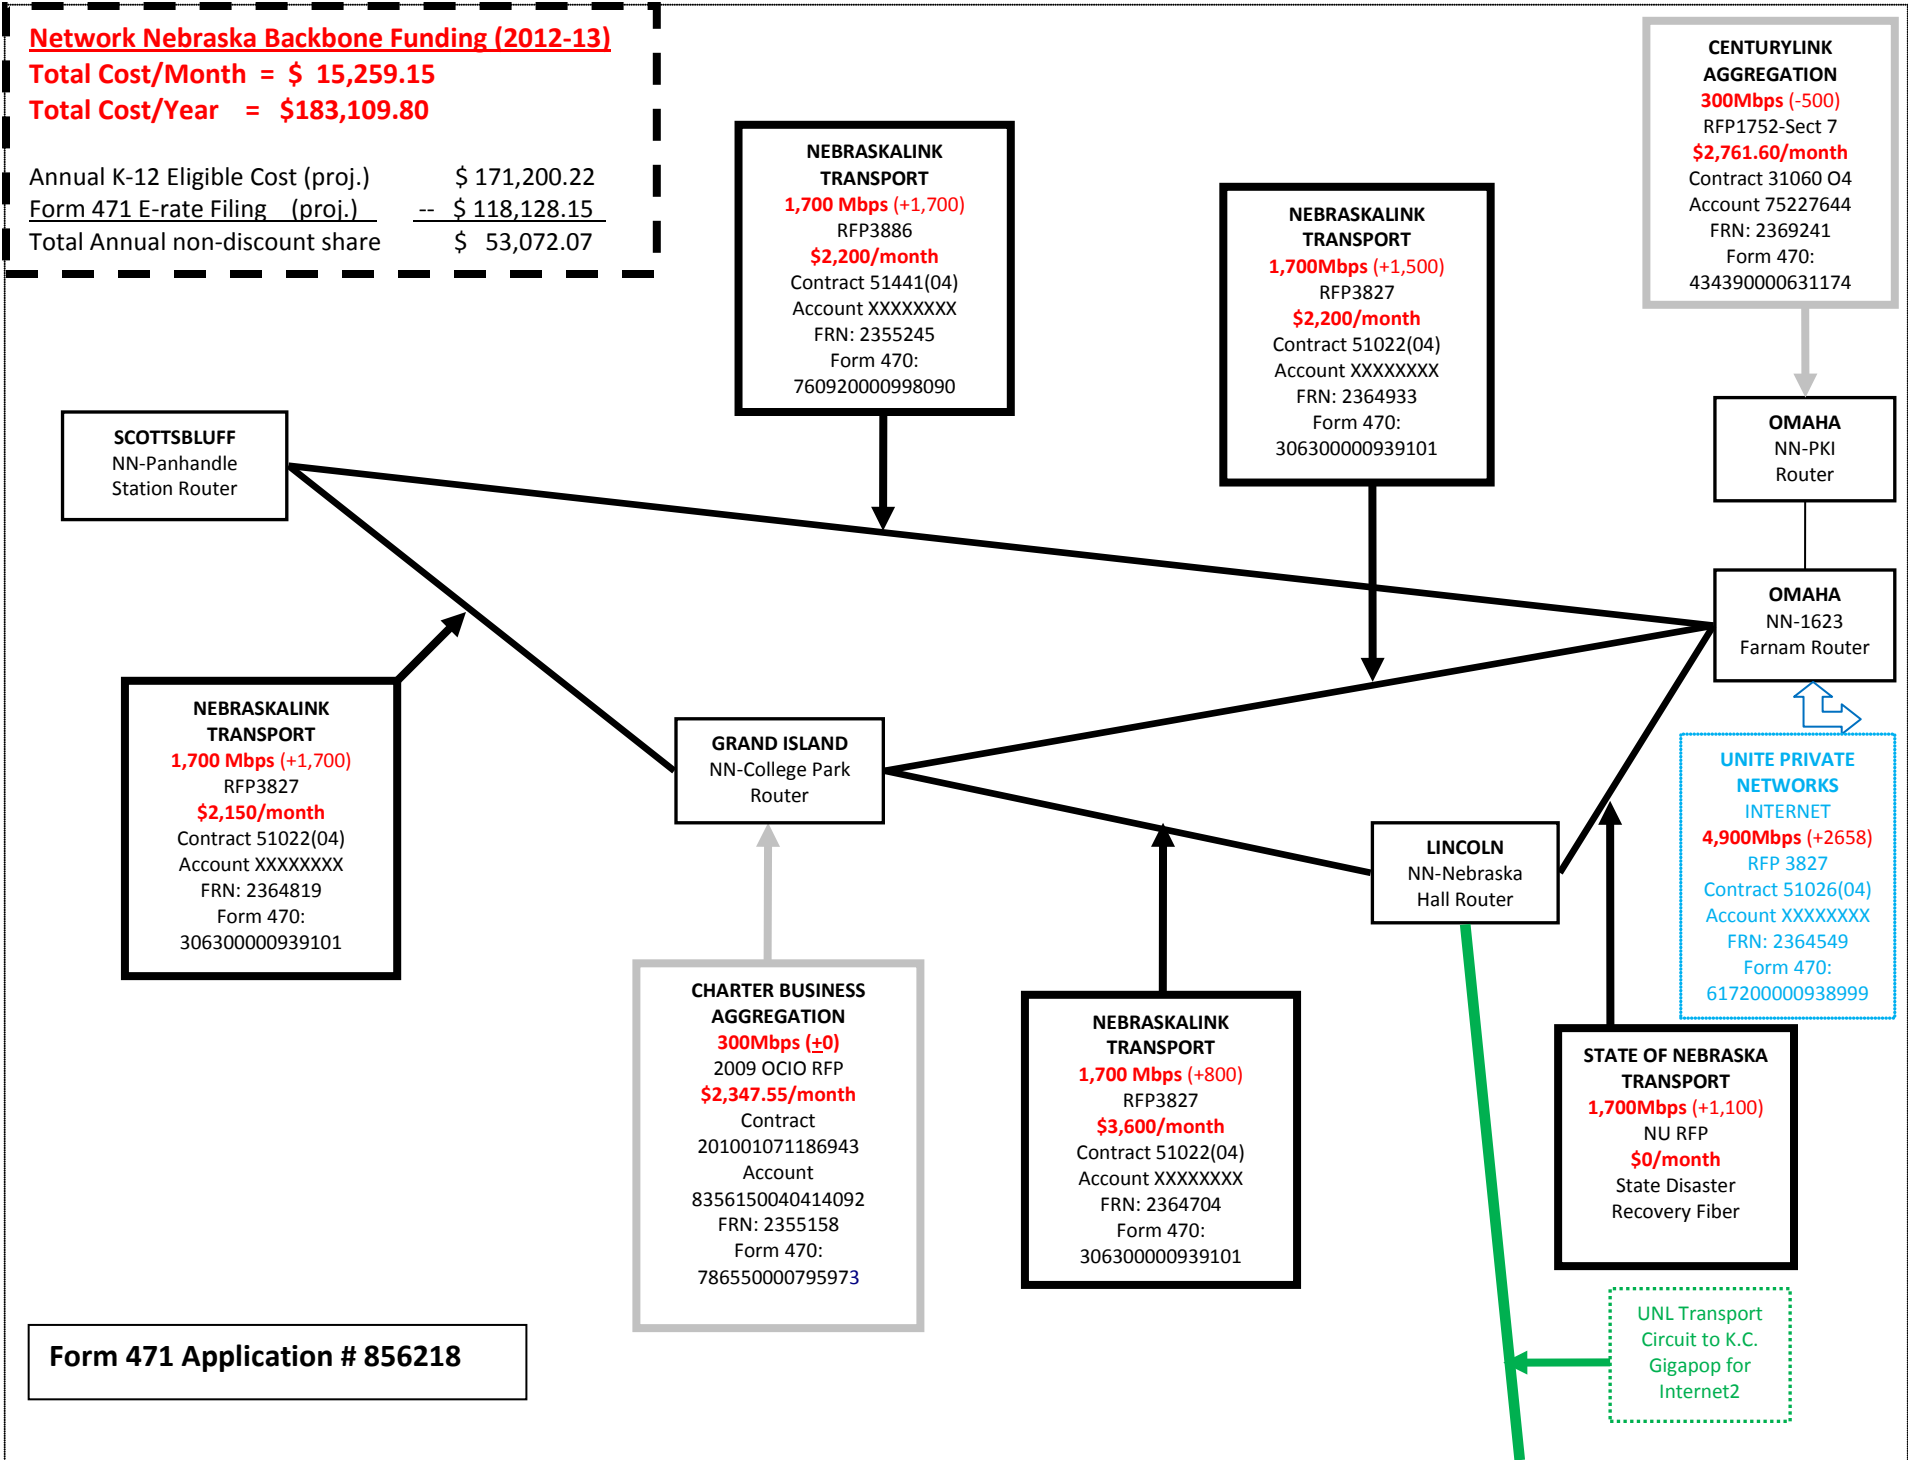 Network Nebraska Backbone Funding (2012-13)
Total Cost/Month = $ 15,259.15
Total Cost/Year = $183,109.80
Annual K-12 Eligible Cost (proj.) $ 171,200.22
Form 471 E-rate Filing (proj.) -- $ 118,128.15
Total Annual non-discount share $ 53,072.07
CENTURYLINK
AGGREGATION
300Mbps (-500)
RFP1752-Sect 7
$2,761.60/month
Contract 31060 O4
Account 75227644
FRN: 2369241
Form 470:
434390000631174
NEBRASKALINK
TRANSPORT
1,700 Mbps (+1,700)
RFP3886
$2,200/month
Contract 51441(04)
Account XXXXXXXX
FRN: 2355245
Form 470:
760920000998090
NEBRASKALINK
TRANSPORT
1,700Mbps (+1,500)
RFP3827
$2,200/month
Contract 51022(04)
Account XXXXXXXX
FRN: 2364933
Form 470:
306300000939101
SCOTTSBLUFF
NN-Panhandle
Station Router
OMAHA
NN-PKI
Router
OMAHA
NN-1623
Farnam Router
NEBRASKALINK
TRANSPORT
1,700 Mbps (+1,700)
RFP3827
$2,150/month
Contract 51022(04)
Account XXXXXXXX
FRN: 2364819
Form 470:
306300000939101
GRAND ISLAND
NN-College Park
Router
LINCOLN
NN-Nebraska
Hall Router
UNITE PRIVATE
NETWORKS
INTERNET
4,900Mbps (+2658)
RFP 3827
Contract 51026(04)
Account XXXXXXXX
FRN: 2364549
Form 470:
617200000938999
CHARTER BUSINESS
AGGREGATION
300Mbps (±0)
2009 OCIO RFP
$2,347.55/month
Contract
201001071186943
Account
8356150040414092
FRN: 2355158
Form 470:
786550000795973
NEBRASKALINK
TRANSPORT
1,700 Mbps (+800)
RFP3827
$3,600/month
Contract 51022(04)
Account XXXXXXXX
FRN: 2364704
Form 470:
306300000939101
STATE OF NEBRASKA
TRANSPORT
1,700Mbps (+1,100)
NU RFP
$0/month
State Disaster
Recovery Fiber
UNL Transport
Circuit to K.C.
Gigapop for
Internet2
Form 471 Application # 856218